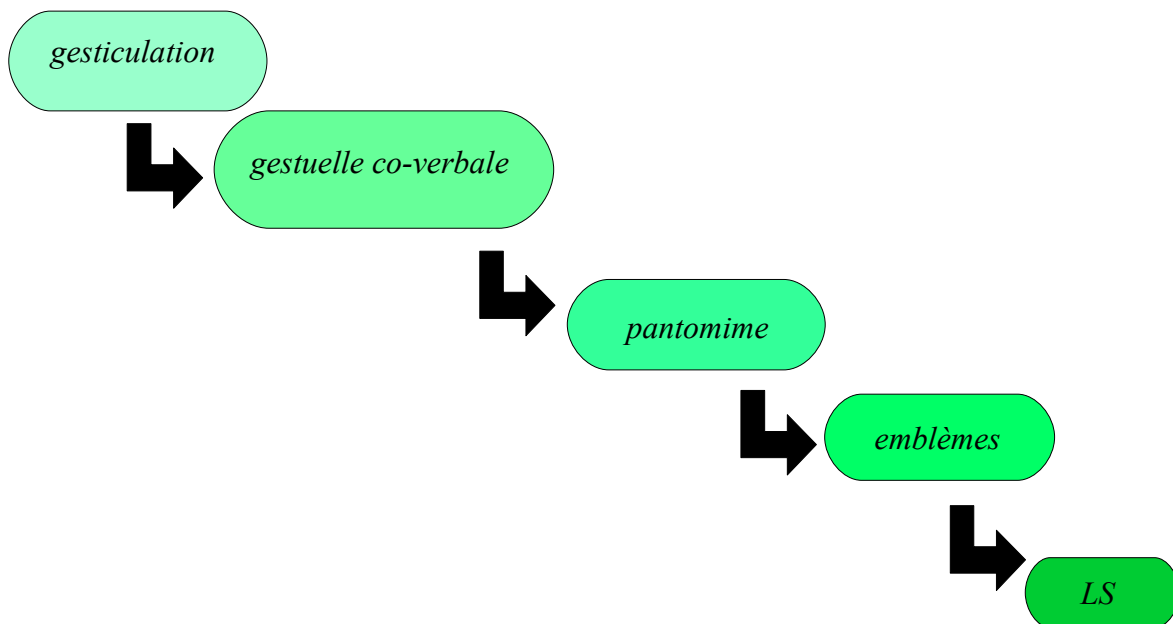 gesticulation
gestuelle co-verbale
pantomime
emblèmes
LS